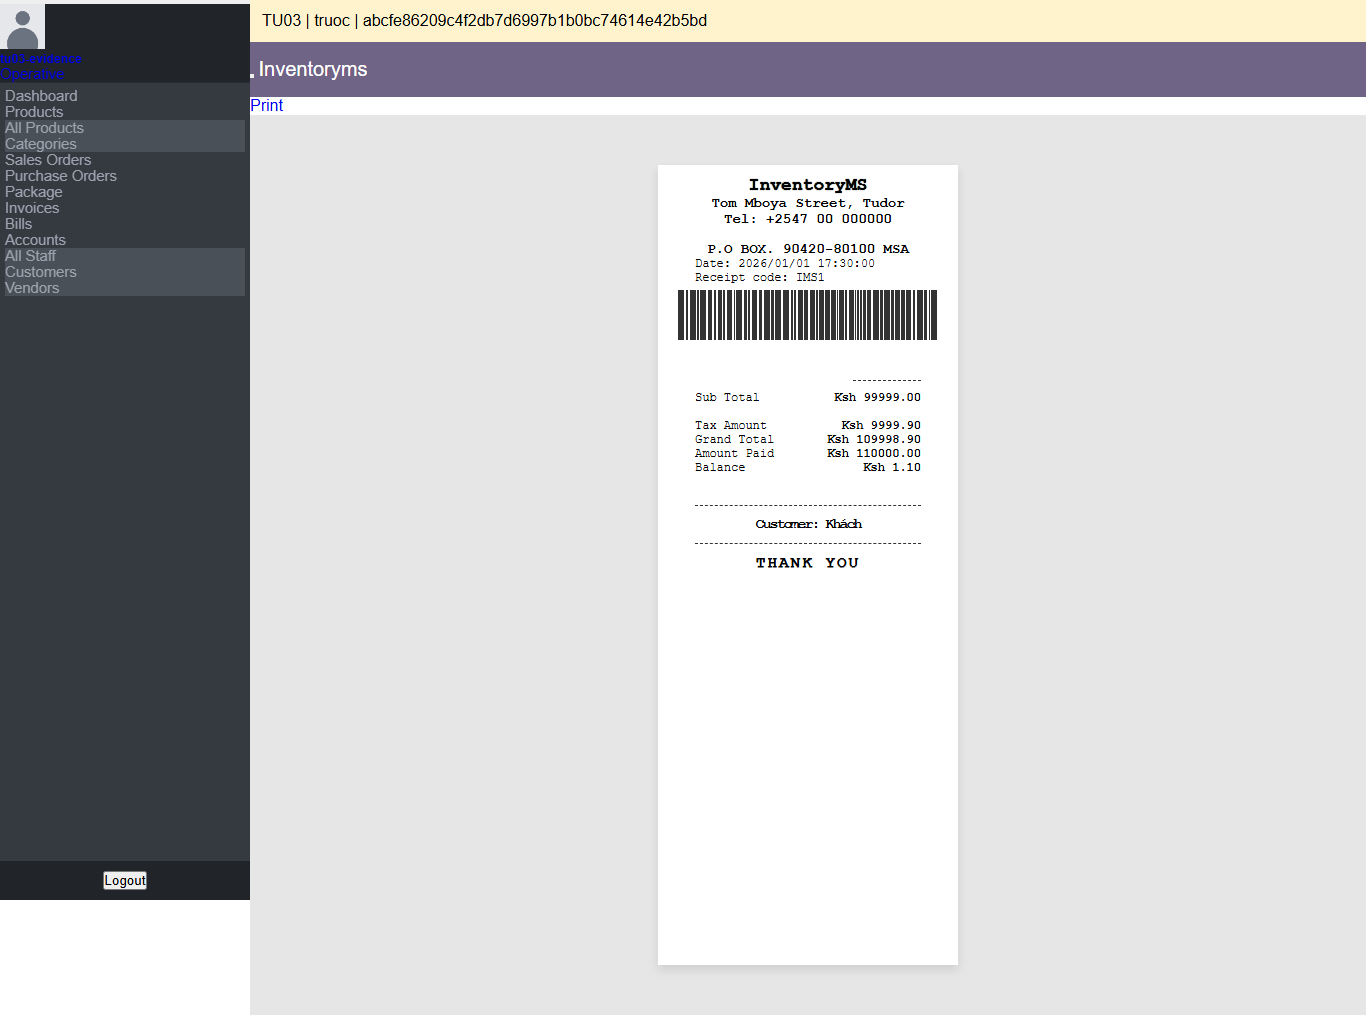 TU03 | truoc | abcfe86209c4f2db7d6997b1b0bc74614e42b5bd
tu03-evidence
Operative
Inventoryms
Print
Dashboard
Products
All Products
Categories
Sales Orders
Purchase Orders
Package
Invoices
Bills
Accounts
All Staff
Customers
Vendors
Logout
InventoryMS
Tom Mboya Street, Tudor
Tel: +2547 00 000000
P.O BOX. 90420-80100 MSA
Date: 2026/01/01 17:30:00
Receipt code: IMS1
--------------
Sub Total Ksh 99999.00
Tax Amount Ksh 9999.90
Grand Total Ksh 109998.90
Amount Paid Ksh 110000.00
Balance Ksh 1.10
Customer: Khách
THANK YOU